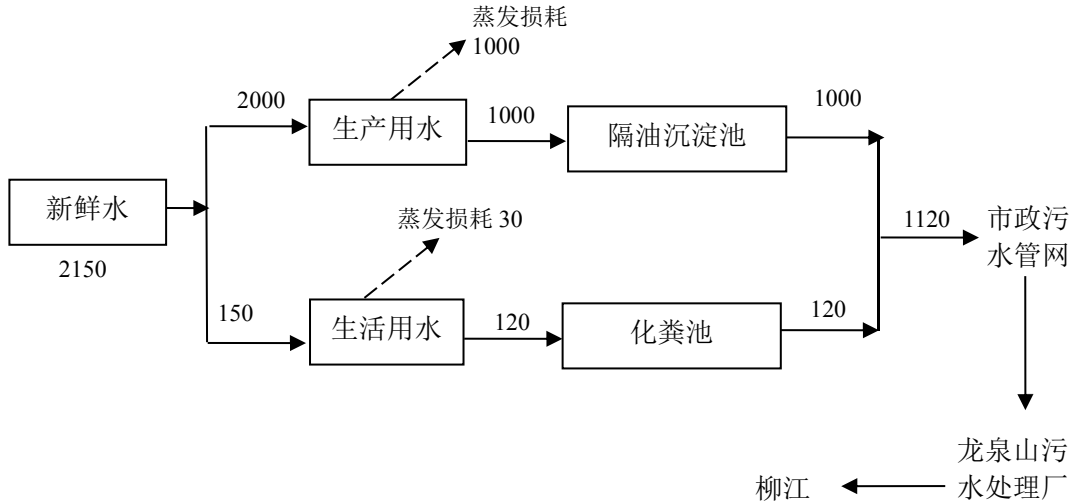 蒸发损耗
1000
2000
生产用水
1000
隔油沉淀池
1000
新鲜水
2150
蒸发损耗 30
150
生活用水
120
化粪池
120
1120
市政污
水管网
龙泉山污
水处理厂
柳江